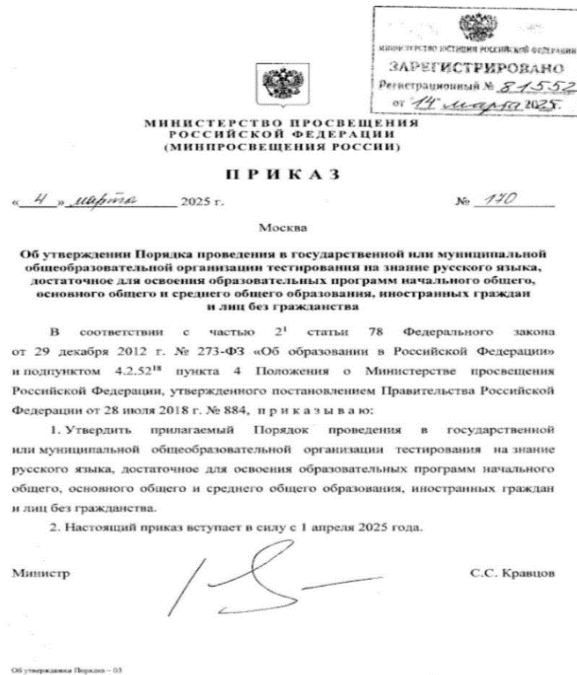 МИНИСТЕРСТВО ЮСТИЦИИ РОССИЙСКОЙ ФЕДЕРАЦИИ
ЗАРЕГИСТРИРОВАНО
Регистрационный № 81552
от "14" марта 2025.
МИНИСТЕРСТВО ПРОСВЕЩЕНИЯ
РОССИЙСКОЙ ФЕДЕРАЦИИ
(МИНПРОСВЕЩЕНИЯ РОССИИ)
ПРИКАЗ
« 4 » марта 2025 г.
№ 170
Москва
Об утверждении Порядка проведения в государственной или муниципальной
общеобразовательной организации тестирования на знание русского языка,
достаточное для освоения образовательных программ начального общего,
основного общего и среднего общего образования, иностранных граждан
и лиц без гражданства
В соответствии с частью 2¹ статьи 78 Федерального закона
от 29 декабря 2012 г. № 273-ФЗ «Об образовании в Российской Федерации»
и подпунктом 4.2.52¹⁸ пункта 4 Положения о Министерстве просвещения
Российской Федерации, утвержденного постановлением Правительства Российской
Федерации от 28 июля 2018 г. № 884, п р и к а з ы в а ю:
1. Утвердить прилагаемый Порядок проведения в государственной
или муниципальной общеобразовательной организации тестирования на знание
русского языка, достаточное для освоения образовательных программ начального
общего, основного общего и среднего общего образования, иностранных граждан
и лиц без гражданства.
2. Настоящий приказ вступает в силу с 1 апреля 2025 года.
Министр
С.С. Кравцов
Об утверждении Порядка – 03